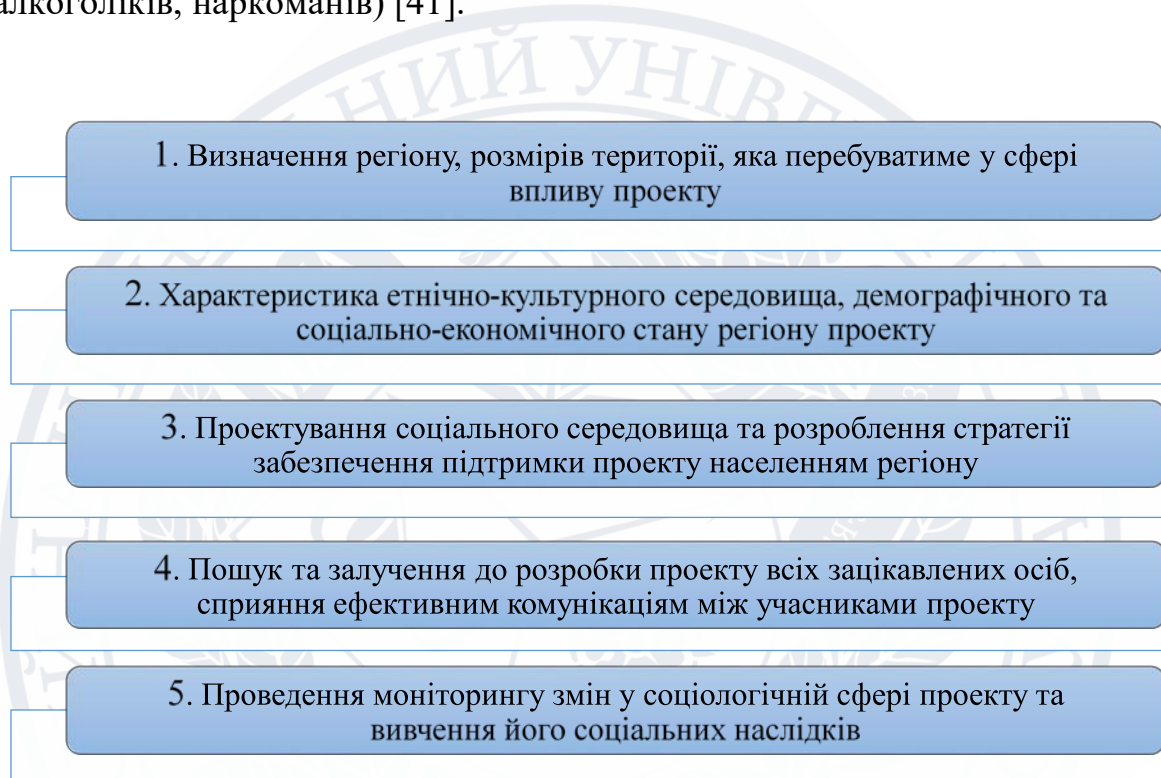 алкоголіків, наркоманів) [41].
НИЙ УНІВЕР
1. Визначення регіону, розмірів території, яка перебуватиме у сфері
впливу проекту
2. Характеристика етнічно-культурного середовища, демографічного та
соціально-економічного стану регіону проекту
3. Проектування соціального середовища та розроблення стратегії
забезпечення підтримки проекту населенням регіону
4. Пошук та залучення до розробки проекту всіх зацікавлених осіб,
сприяння ефективним комунікаціям між учасниками проекту
5. Проведення моніторингу змін у соціологічній сфері проекту та
вивчення його соціальних наслідків